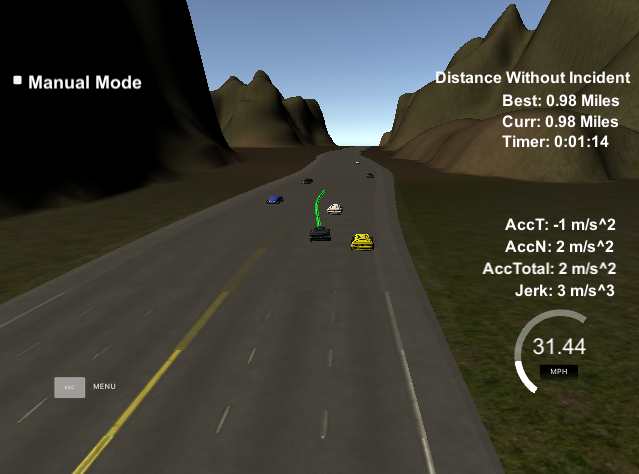 Manual Mode
Distance Without Incident
Best: 0.98 Miles
Curr: 0.98 Miles
Timer: 0:01:14
AccT: -1 m/s^2
AccN: 2 m/s^2
AccTotal: 2 m/s^2
Jerk: 3 m/s^3
31.44
MPH
ESC MENU